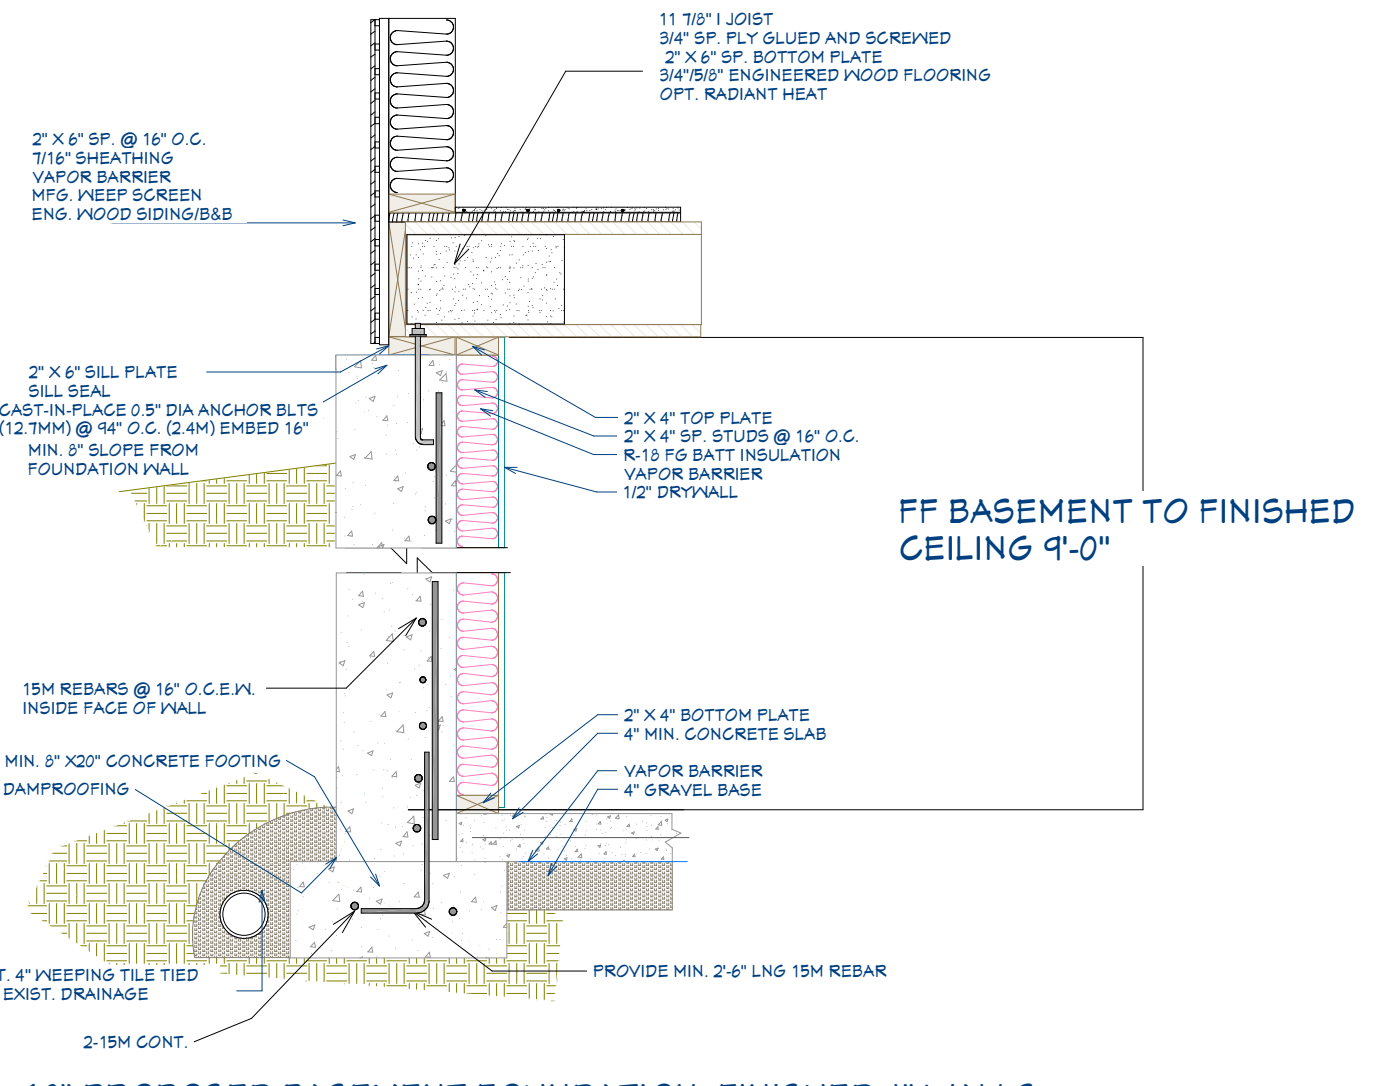 11 7/8" I JOIST
3/4" SP. PLY GLUED AND SCREWED
2" X 6" SP. BOTTOM PLATE
3/4"/5/8" ENGINEERED WOOD FLOORING
OPT. RADIANT HEAT
2" X 6" SP. @ 16" O.C.
7/16" SHEATHING
VAPOR BARRIER
MFG. WEEP SCREEN
ENG. WOOD SIDING/B&B
2" X 6" SILL PLATE
SILL SEAL
CAST-IN-PLACE 0.5" DIA ANCHOR BLTS
(12.7MM) @ 94" O.C. (2.4M) EMBED 16"
MIN. 8" SLOPE FROM
FOUNDATION WALL
2" X 4" TOP PLATE
2" X 4" SP. STUDS @ 16" O.C.
R-18 FG BATT INSULATION
VAPOR BARRIER
1/2" DRYWALL
FF BASEMENT TO FINISHED
CEILING 9'-0"
15M REBARS @ 16" O.C.E.W.
INSIDE FACE OF WALL
2" X 4" BOTTOM PLATE
4" MIN. CONCRETE SLAB
VAPOR BARRIER
4" GRAVEL BASE
MIN. 8" X20" CONCRETE FOOTING
DAMPROOFING
T. 4" WEEPING TILE TIED
EXIST. DRAINAGE
PROVIDE MIN. 2'-6" LNG 15M REBAR
2-15M CONT.
PROPOSED BASEMENT FOUNDATION